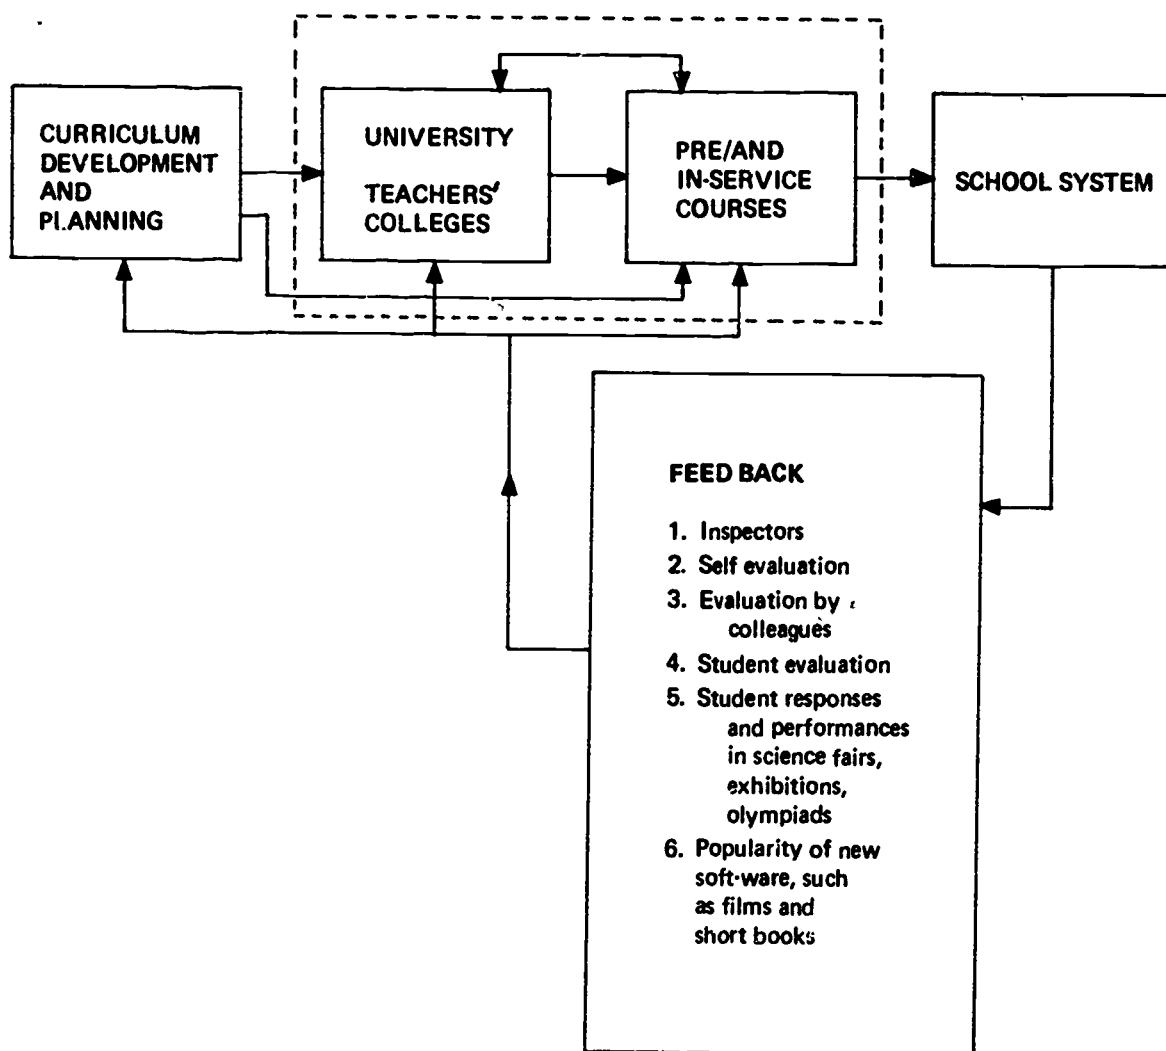 CURRICULUM
DEVELOPMENT
AND
PLANNING
UNIVERSITY
TEACHERS'
COLLEGES
PRE/AND
IN-SERVICE
COURSES
SCHOOL SYSTEM
FEED BACK
1. Inspectors
2. Self evaluation
3. Evaluation by
colleagues
4. Student evaluation
5. Student responses
and performances
in science fairs,
exhibitions,
olympiads
6. Popularity of new
soft-ware, such
as films and
short books